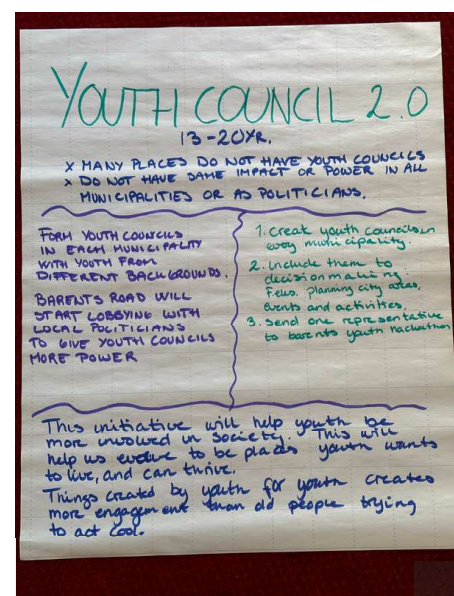 YOUTH COUNCIL 2.0
13-20YR.
x MANY PLACES DO NOT HAVE YOUTH COUNCILS
x DO NOT HAVE SAME IMPACT OR POWER IN ALL
MUNICIPALITIES OR AS POLITICIANS.
FORM YOUTH COUNCILS
IN EACH MUNICIPALITY
WITH YOUTH FROM
DIFFERENT BACKGROUNDS.
BARENTS ROAD WILL
START LOBBYING WITH
LOCAL POLITICIANS
TO GIVE YOUTH COUNCILS
MORE POWER
1. Create youth councils in
every municipality.
2. Include them to
decision making
F.eks. planning city areas,
events and activities.
3. Send one representative
to barents youth hackathon
This initiative will help youth be
more involved in society. This will
help us evolve to be places youth wants
to live, and can thrive.
Things created by youth for youth creates
more engagement than old people trying
to act cool.